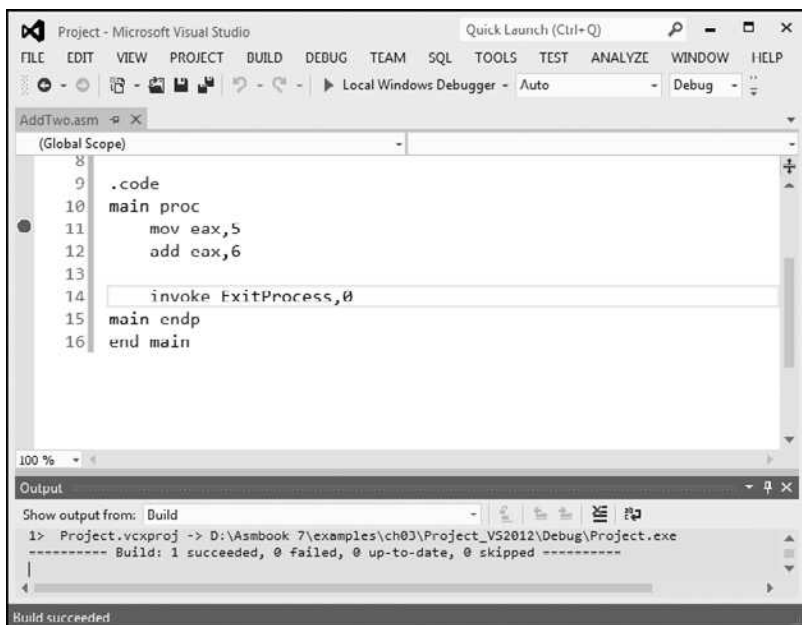 Project - Microsoft Visual Studio
Quick Launch (Ctrl+Q)
FILE EDIT VIEW PROJECT BUILD DEBUG TEAM SQL TOOLS TEST ANALYZE WINDOW HELP
Local Windows Debugger - Auto Debug
AddTwo.asm
(Global Scope)
8
9 .code
10 main proc
11 mov eax,5
12 add eax,6
13
14 invoke ExitProcess,0
15 main endp
16 end main
100 %
Output
Show output from: Build
1> Project.vcxproj -> D:\Asmbook 7\examples\ch03\Project_VS2012\Debug\Project.exe
---------- Build: 1 succeeded, 0 failed, 0 up-to-date, 0 skipped ----------
Build succeeded